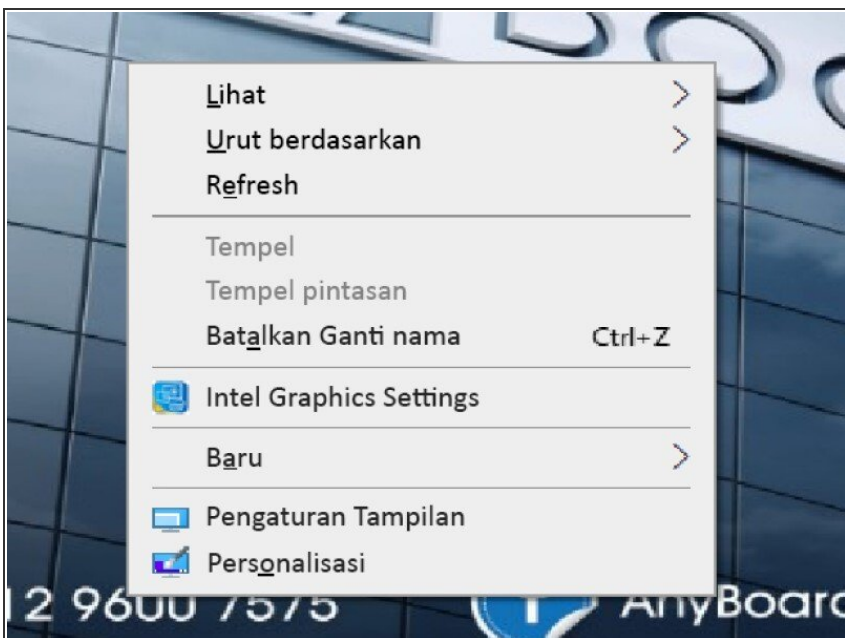 Lihat
Urut berdasarkan
Refresh
Tempel
Tempel pintasan
Batalkan Ganti nama Ctrl+Z
Intel Graphics Settings
Baru
Pengaturan Tampilan
Personalisasi
12 9600 7575 AnyBoard